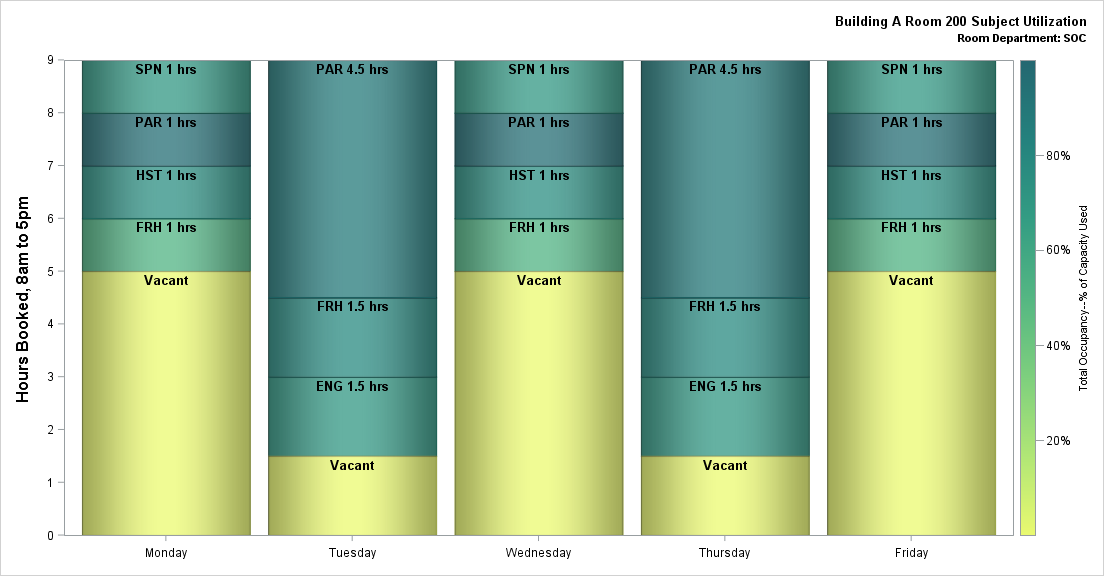 Building A Room 200 Subject Utilization
Room Department: SOC
Hours Booked, 8am to 5pm
9
8
7
6
5
4
3
2
1
0
SPN 1 hrs
PAR 1 hrs
HST 1 hrs
FRH 1 hrs
Vacant
PAR 4.5 hrs
FRH 1.5 hrs
ENG 1.5 hrs
Vacant
SPN 1 hrs
PAR 1 hrs
HST 1 hrs
FRH 1 hrs
Vacant
PAR 4.5 hrs
FRH 1.5 hrs
ENG 1.5 hrs
Vacant
SPN 1 hrs
PAR 1 hrs
HST 1 hrs
FRH 1 hrs
Vacant
Monday
Tuesday
Wednesday
Thursday
Friday
80%
60%
40%
20%
Total Occupancy--% of Capacity Used